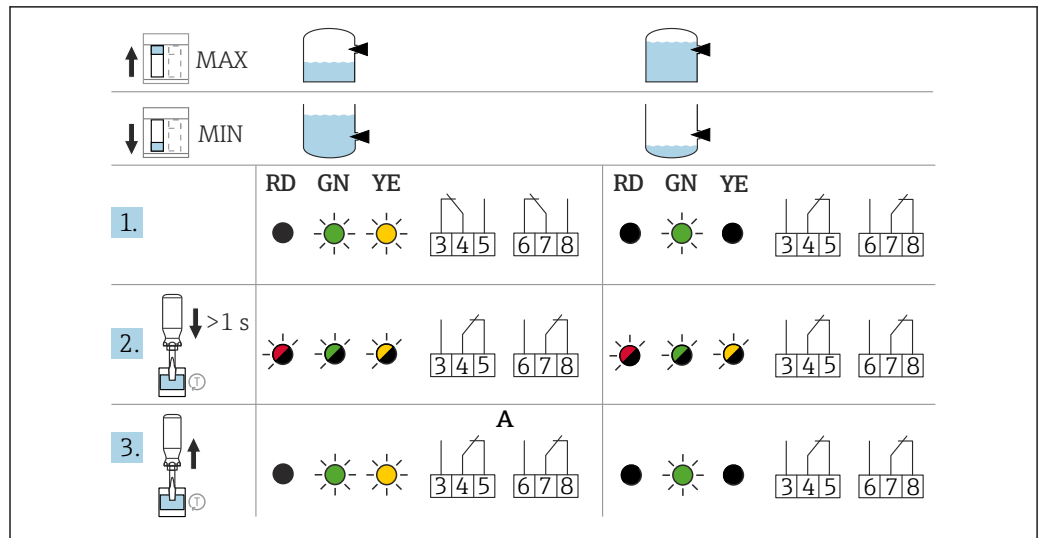 MAX
MIN
RD GN YE RD GN YE
1. 3 4 5 6 7 8 3 4 5 6 7 8
2. >1 s 3 4 5 6 7 8 3 4 5 6 7 8
T
A
3. 3 4 5 6 7 8 3 4 5 6 7 8
T